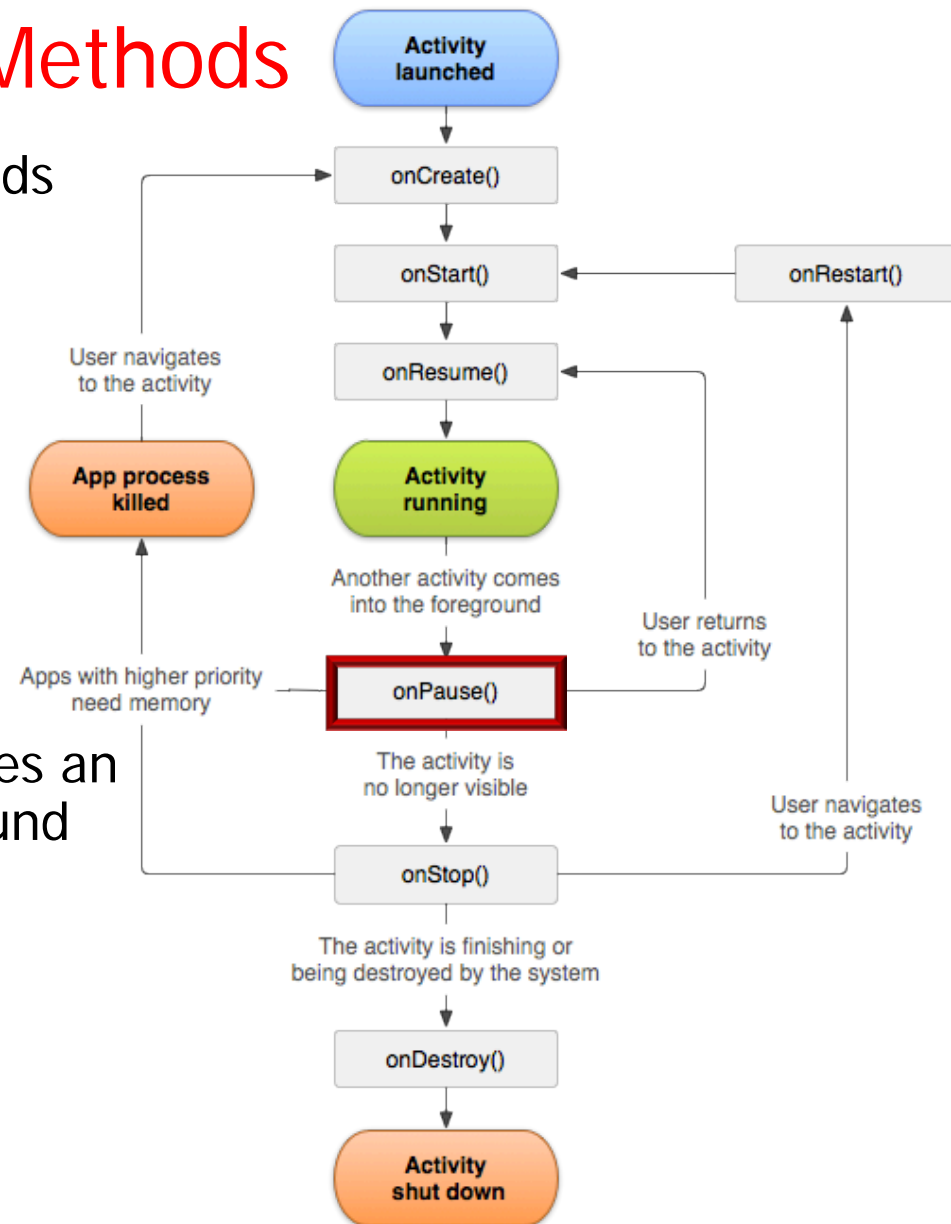 Methods
ds
es an
und
Activity
launched
onCreate()
onStart()
onRestart()
onResume()
User navigates
to the activity
App process
killed
Activity
running
Another activity comes
into the foreground
User returns
to the activity
Apps with higher priority
need memory
onPause()
The activity is
no longer visible
User navigates
to the activity
onStop()
The activity is finishing or
being destroyed by the system
onDestroy()
Activity
shut down